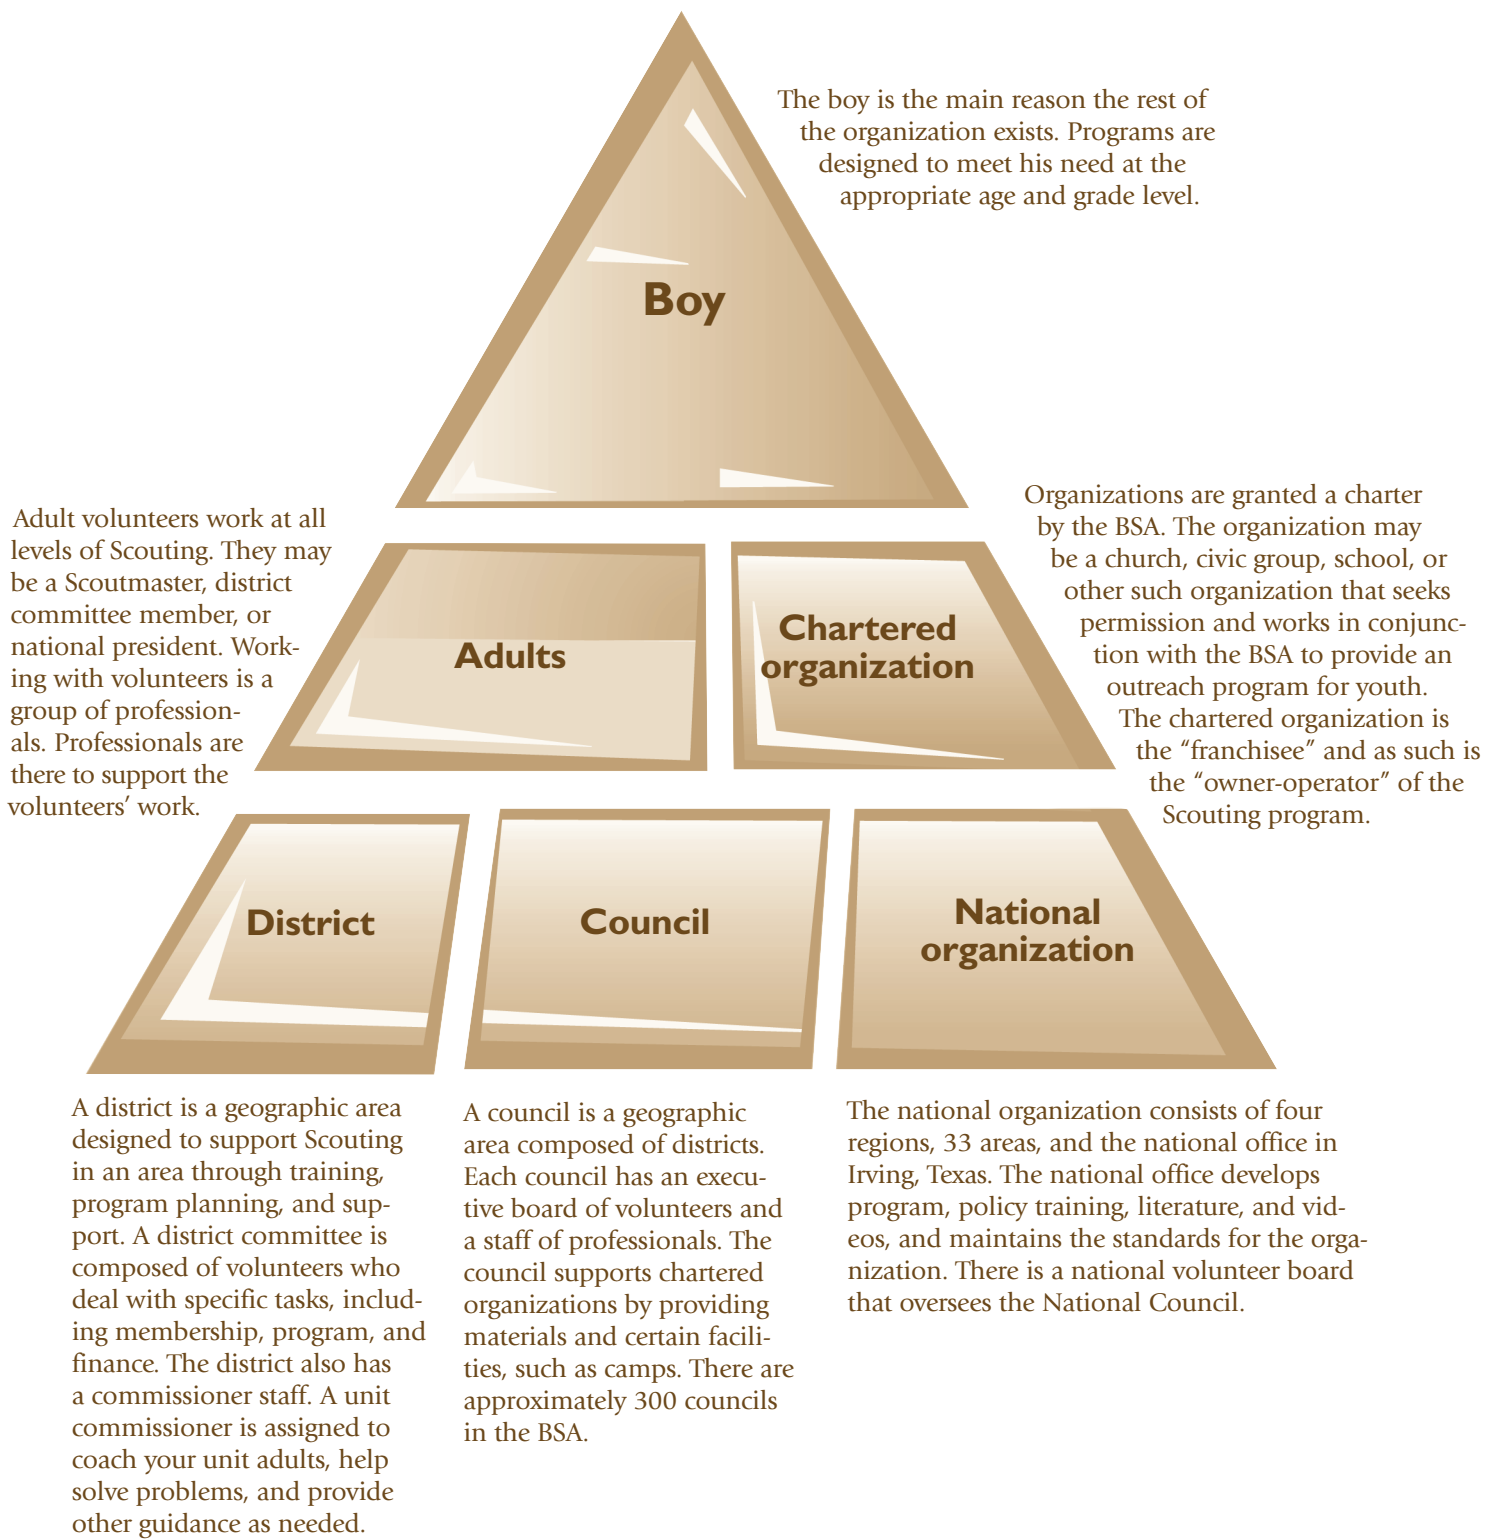 The boy is the main reason the rest of
the organization exists. Programs are
designed to meet his need at the
appropriate age and grade level.
Boy
Adult volunteers work at all
levels of Scouting. They may
be a Scoutmaster, district
committee member, or
national president. Work-
ing with volunteers is a
group of profession-
als. Professionals are
there to support the
volunteers’ work.
Adults
Chartered
organization
Organizations are granted a charter
by the BSA. The organization may
be a church, civic group, school, or
other such organization that seeks
permission and works in conjunc-
tion with the BSA to provide an
outreach program for youth.
The chartered organization is
the “franchisee” and as such is
the “owner-operator” of the
Scouting program.
District
Council
National
organization
A district is a geographic area
designed to support Scouting
in an area through training,
program planning, and sup-
port. A district committee is
composed of volunteers who
deal with specific tasks, includ-
ing membership, program, and
finance. The district also has
a commissioner staff. A unit
commissioner is assigned to
coach your unit adults, help
solve problems, and provide
other guidance as needed.
A council is a geographic
area composed of districts.
Each council has an execu-
tive board of volunteers and
a staff of professionals. The
council supports chartered
organizations by providing
materials and certain facili-
ties, such as camps. There are
approximately 300 councils
in the BSA.
The national organization consists of four
regions, 33 areas, and the national office in
Irving, Texas. The national office develops
program, policy training, literature, and vid-
eos, and maintains the standards for the orga-
nization. There is a national volunteer board
that oversees the National Council.